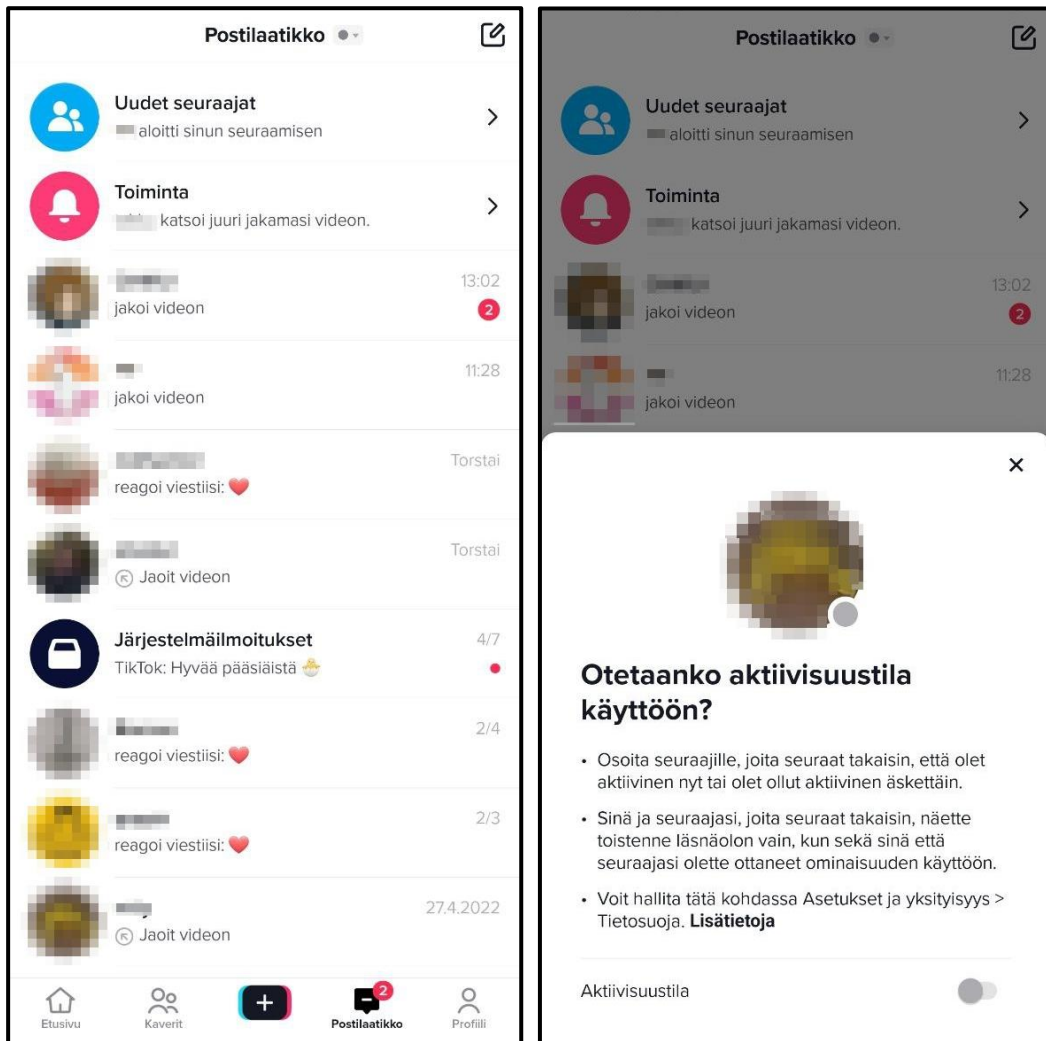 Postilaatikko
Uudet seuraajat
aloitti sinun seuraamisen
Toiminta
katsoi juuri jakamasi videon.
13:02
jakoi videon
2
11:28
jakoi videon
Torstai
reagoi viestiisi: ❤️
Torstai
Jaoit videon
Järjestelmäilmoitukset
4/7
TikTok: Hyvää pääsiäistä 🐣
2/4
reagoi viestiisi: ❤️
2/3
reagoi viestiisi: ❤️
27.4.2022
Jaoit videon
2
Etusivu
Kaverit
Postilaatikko
Profiili
Postilaatikko
Uudet seuraajat
aloitti sinun seuraamisen
Toiminta
katsoi juuri jakamasi videon.
13:02
jakoi videon
2
11:28
jakoi videon
Otetaanko aktiivisuustila
käyttöön?
• Osoita seuraajille, joita seuraat takaisin, että olet
aktiivinen nyt tai olet ollut aktiivinen äskettäin.
• Sinä ja seuraajasi, joita seuraat takaisin, näette
toistenne läsnäolon vain, kun sekä sinä että
seuraajasi olette ottaneet ominaisuuden käyttöön.
• Voit hallita tätä kohdassa Asetukset ja yksityisyys >
Tietosuoja. Lisätietoja
Aktiivisuustila